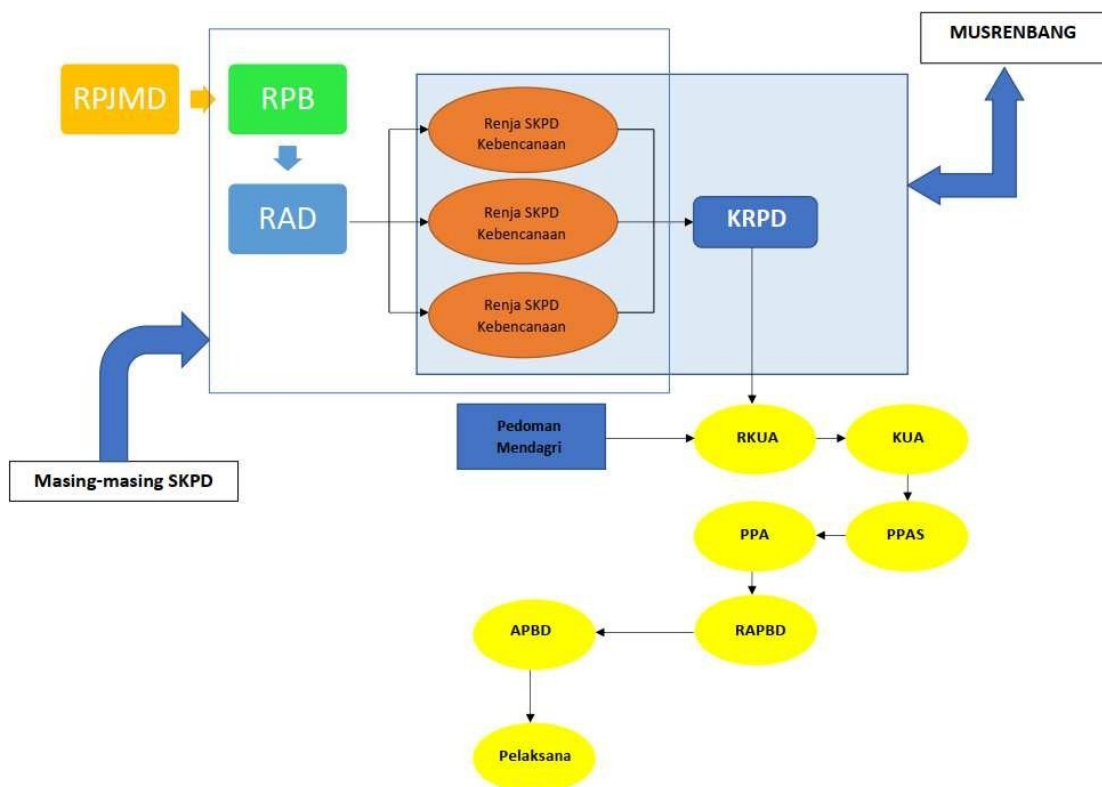 MUSRENBANG
RPJMD
RPB
Renja SKPD
Kebencanaan
RAD
Renja SKPD
Kebencanaan
KRPD
Renja SKPD
Kebencanaan
Masing-masing SKPD
Pedoman
Mendagri
RKUA
KUA
PPA
PPAS
APBD
RAPBD
Pelaksana